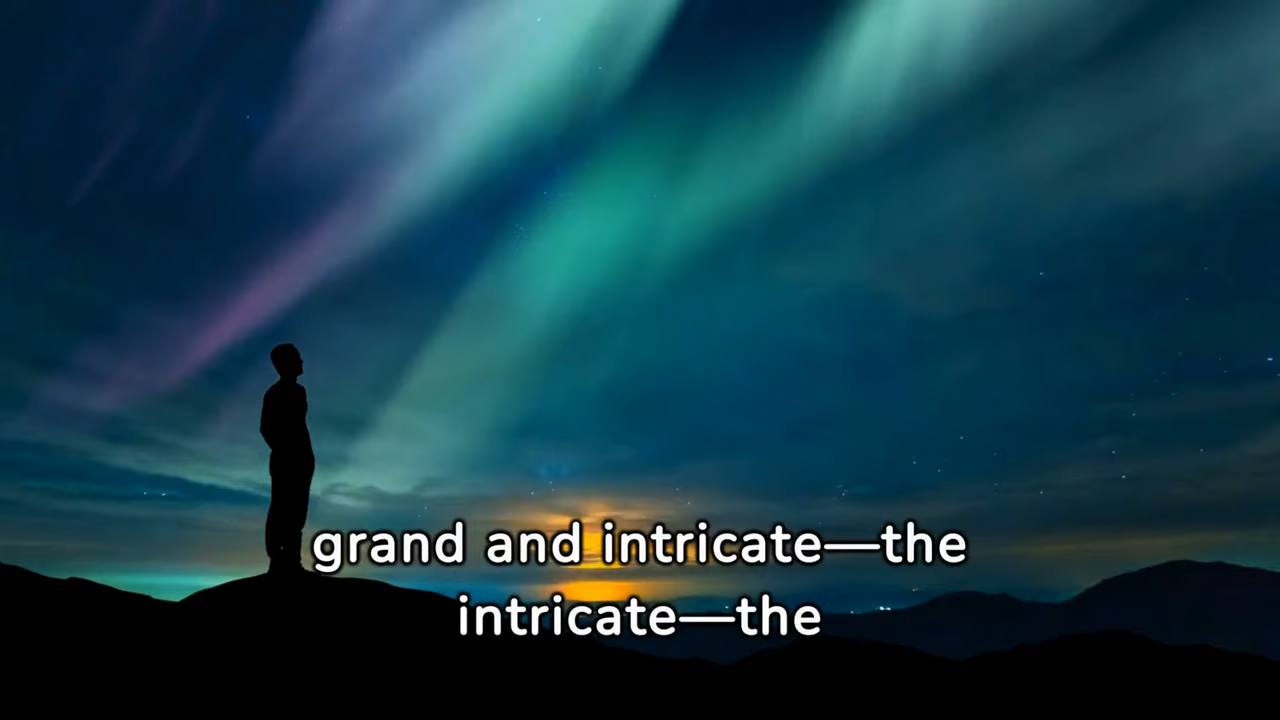 grand and intricate—the
intricate—the